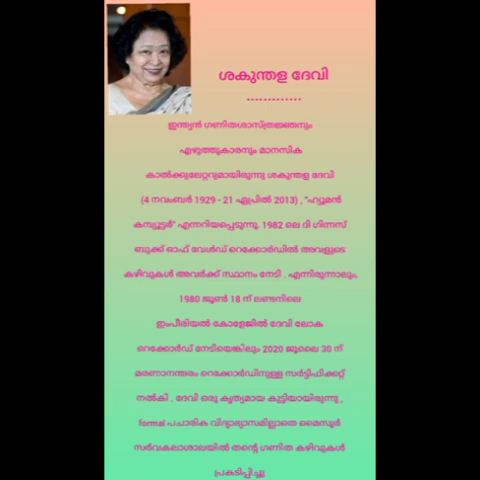 ശകുന്തള ദേവി
ഇന്ത്യൻ ഗണിതശാസ്ത്രജ്ഞനും
എഴുത്തുകാരനും മാനസിക
കാൽക്കുലേറ്ററുമായിരുന്നു ശകുന്തള ദേവി
(4 നവംബർ 1929 - 21 ഏപ്രിൽ 2013) , "ഹ്യൂമൻ
കമ്പ്യൂട്ടർ" എന്നറിയപ്പെടുന്നു. 1982 ലെ ദി ഗിന്നസ്
ബുക്ക് ഓഫ് വേൾഡ് റെക്കോർഡിൽ അവളുടെ
കഴിവുകൾ അവർക്ക് സ്ഥാനം നേടി . എന്നിരുന്നാലും,
1980 ജൂൺ 18 ന് ലണ്ടനിലെ
ഇംപീരിയൽ കോളേജിൽ ദേവി ലോക
റെക്കോർഡ് നേടിയെങ്കിലും 2020 ജൂലൈ 30 ന്
മരണാനന്തരം റെക്കോർഡിനുള്ള സർട്ടിഫിക്കറ്റ്
നൽകി . ദേവി ഒരു കൃത്യമായ കുട്ടിയായിരുന്നു ,
formal പചാരിക വിദ്യാഭ്യാസമില്ലാതെ മൈസൂർ
സർവകലാശാലയിൽ തന്റെ ഗണിത കഴിവുകൾ
പ്രകടിപ്പിച്ചു